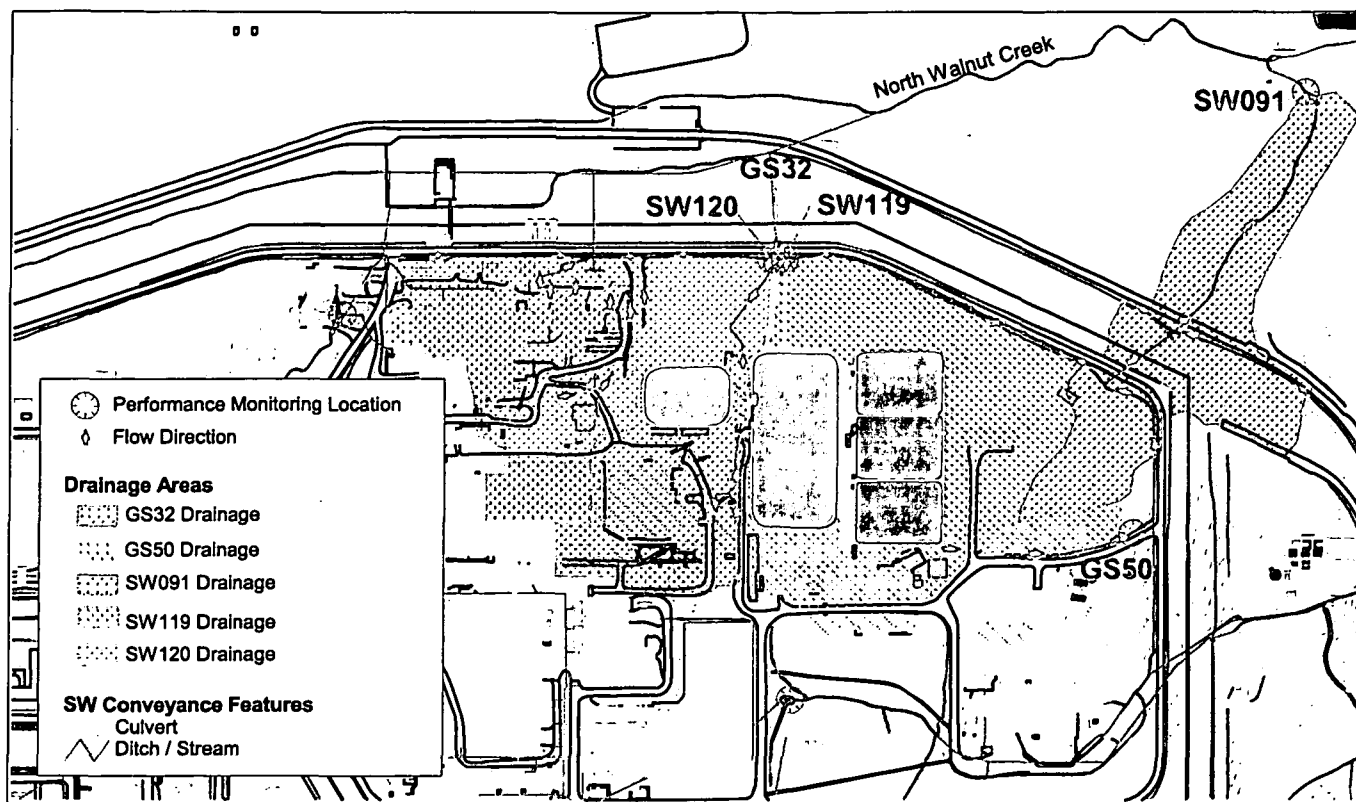 North Walnut Creek
SW091
GS32
SW120
SW119
Performance Monitoring Location
Flow Direction
Drainage Areas
GS32 Drainage
GS50 Drainage
SW091 Drainage
SW119 Drainage
SW120 Drainage
SW Conveyance Features
Culvert
Ditch / Stream
GS50